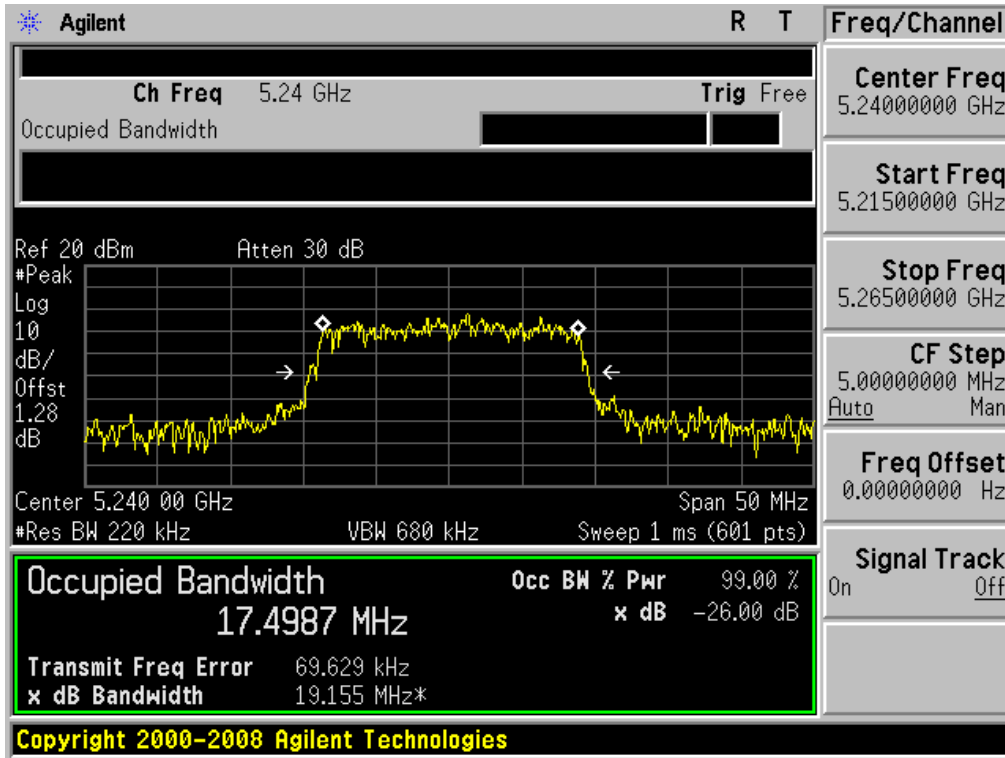 Agilent R T
Ch Freq 5.24 GHz Trig Free
Occupied Bandwidth
Ref 20 dBm Atten 30 dB
#Peak
Log
10
dB/
Offst
1.28
dB
Center 5.240 00 GHz Span 50 MHz
#Res BW 220 kHz VBW 680 kHz Sweep 1 ms (601 pts)
Occupied Bandwidth
17.4987 MHz
Occ BW % Pwr 99.00 %
x dB -26.00 dB
Transmit Freq Error 69.629 kHz
x dB Bandwidth 19.155 MHz*
Copyright 2000-2008 Agilent Technologies
Freq/Channel
Center Freq
5.24000000 GHz
Start Freq
5.21500000 GHz
Stop Freq
5.26500000 GHz
CF Step
5.00000000 MHz
Auto Man
Freq Offset
0.00000000 Hz
Signal Track
On Off